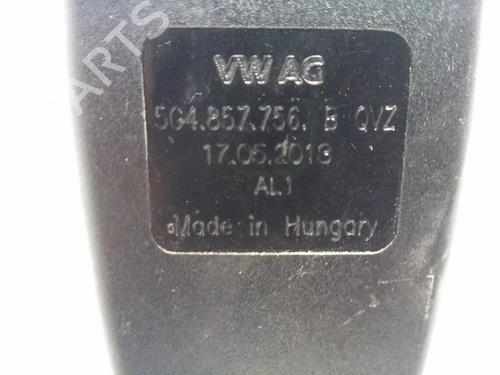 VW AG
5G4.857.756. B QVZ
17.05.2013
AL1
Made in Hungary